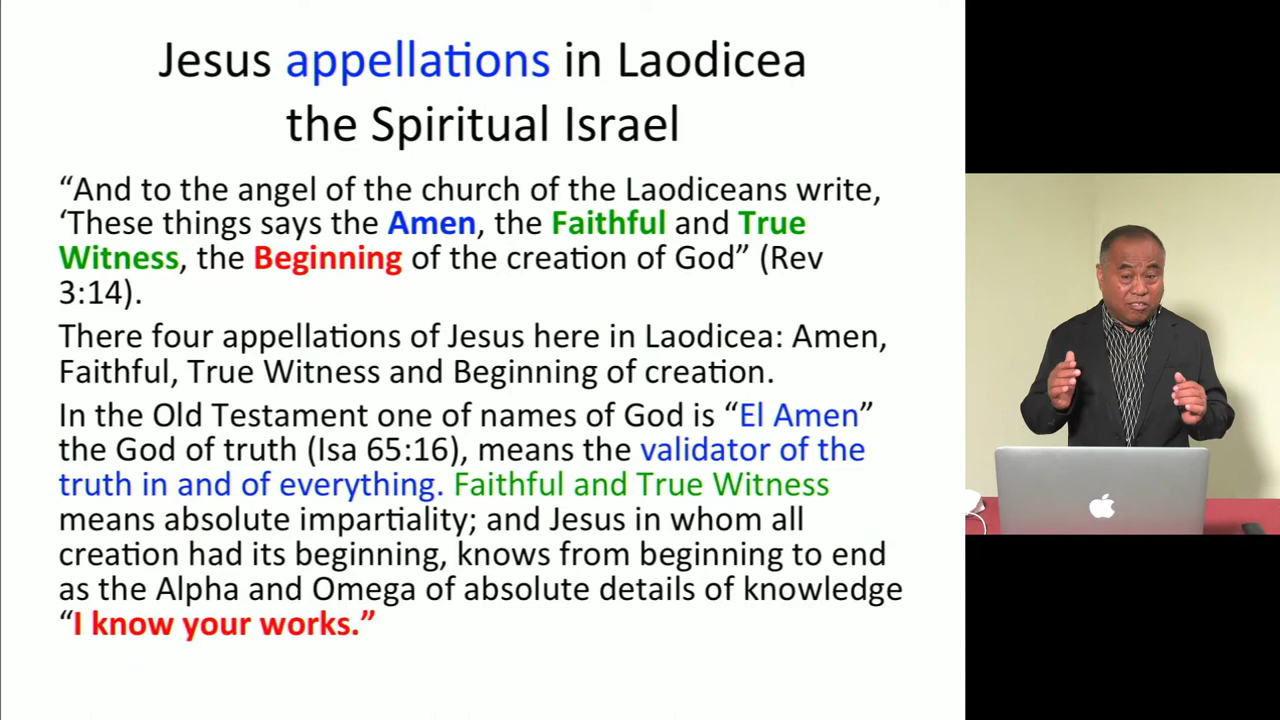 Jesus appellations in Laodicea
the Spiritual Israel
“And to the angel of the church of the Laodiceans write,
‘These things says the Amen, the Faithful and True
Witness, the Beginning of the creation of God” (Rev
3:14).
There four appellations of Jesus here in Laodicea: Amen,
Faithful, True Witness and Beginning of creation.
In the Old Testament one of names of God is “El Amen”
the God of truth (Isa 65:16), means the validator of the
truth in and of everything. Faithful and True Witness
means absolute impartiality; and Jesus in whom all
creation had its beginning, knows from beginning to end
as the Alpha and Omega of absolute details of knowledge
“I know your works.”